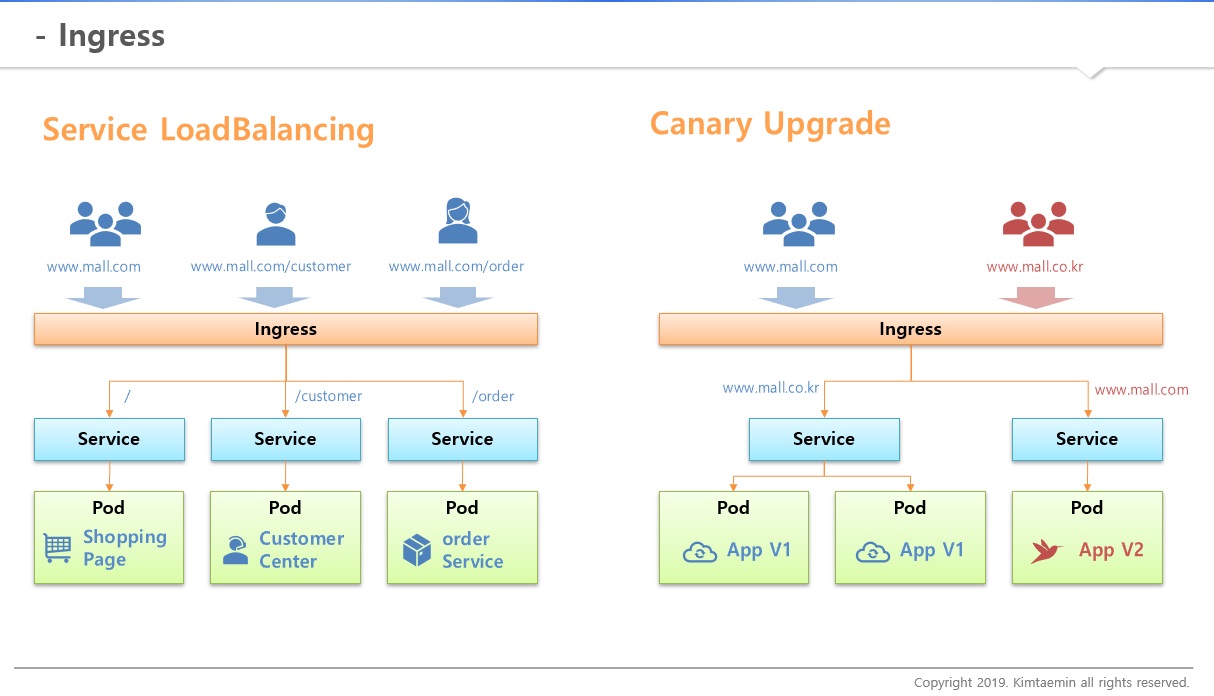 - Ingress
Service LoadBalancing
www.mall.com
www.mall.com/customer
www.mall.com/order
Ingress
/
/customer
/order
Service
Service
Service
Pod
Shopping
Page
Pod
Customer
Center
Pod
order
Service
Canary Upgrade
www.mall.com
www.mall.co.kr
Ingress
www.mall.co.kr
www.mall.com
Service
Service
Pod
App V1
Pod
App V1
Pod
App V2
Copyright 2019. Kimtaemin all rights reserved.